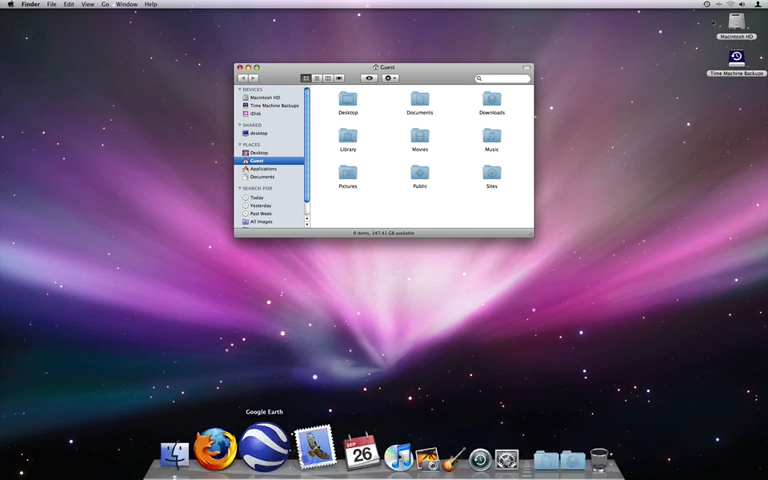 Finder File Edit View Go Window Help
Macintosh HD
Time Machine Backups
Guest
DEVICES
Macintosh HD
Time Machine Backups
iDisk
SHARED
desktop
PLACES
Desktop
Guest
Applications
Documents
SEARCH FOR
Today
Yesterday
Past Week
All Images
Desktop Documents Downloads
Library Movies Music
Pictures Public Sites
9 items, 147.41 GB available
Google Earth
SEP
26